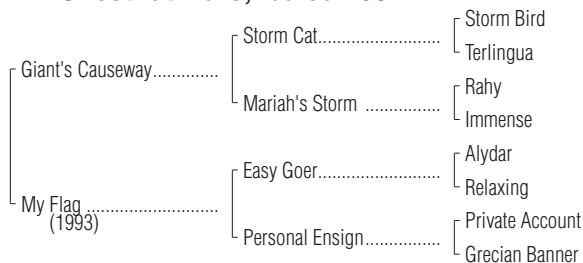 Storm Bird
Storm Cat..............................
Terlingua
Giant's Causeway................
Rahy
Mariah's Storm ..................
Immense
Alydar
Easy Goer..............................
Relaxing
My Flag .................................
(1993)
Private Account
Personal Ensign..................
Grecian Banner